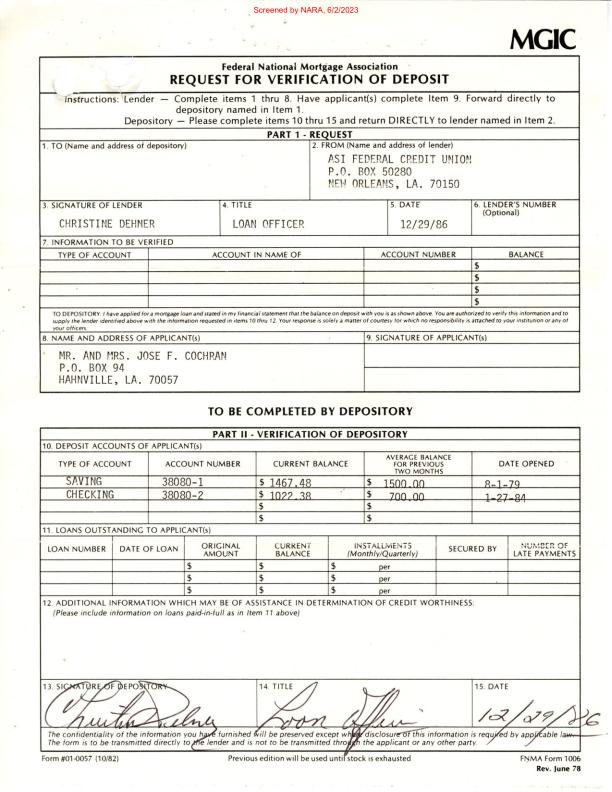 Screened by NARA, 6/2/2023
MGIC
Federal National Mortgage Association
REQUEST FOR VERIFICATION OF DEPOSIT
Instructions: Lender — Complete items 1 thru 8. Have applicant(s) complete Item 9. Forward directly to
depository named in Item 1.
Depository — Please complete items 10 thru 15 and return DIRECTLY to lender named in Item 2.
PART 1 - REQUEST
1. TO (Name and address of depository)
2. FROM (Name and address of lender)
ASI FEDERAL CREDIT UNION
P.O. BOX 50280
NEW ORLEANS, LA. 70150
3. SIGNATURE OF LENDER 4. TITLE 5. DATE 6. LENDER'S NUMBER
(Optional)
CHRISTINE DEHNER LOAN OFFICER 12/29/86
7. INFORMATION TO BE VERIFIED
TYPE OF ACCOUNT ACCOUNT IN NAME OF ACCOUNT NUMBER BALANCE
$
$
$
$
TO DEPOSITORY: I have applied for a mortgage loan and stated in my financial statement that the balance on deposit with you is as shown above. You are authorized to verify this information and to
supply the lender identified above with the information requested in items 10 thru 12. Your response is solely a matter of courtesy for which no responsibility is attached to your institution or any of
your officers.
8. NAME AND ADDRESS OF APPLICANT(s) 9. SIGNATURE OF APPLICANT(s)
MR. AND MRS. JOSE F. COCHRAN
P.O. BOX 94
HAHNVILLE, LA. 70057
TO BE COMPLETED BY DEPOSITORY
PART II - VERIFICATION OF DEPOSITORY
10. DEPOSIT ACCOUNTS OF APPLICANT(s)
TYPE OF ACCOUNT ACCOUNT NUMBER CURRENT BALANCE AVERAGE BALANCE
FOR PREVIOUS
TWO MONTHS DATE OPENED
SAVING 38080-1 $ 1467.48 $ 1500.00 8-1-79
CHECKING 38080-2 $ 1022.38 $ 700.00 1-27-84
$ $
$ $
11. LOANS OUTSTANDING TO APPLICANT(s)
LOAN NUMBER DATE OF LOAN ORIGINAL
AMOUNT CURRENT
BALANCE INSTALLMENTS
(Monthly/Quarterly) SECURED BY NUMBER OF
LATE PAYMENTS
$ $ $ per
$ $ $ per
$ $ $ per
12. ADDITIONAL INFORMATION WHICH MAY BE OF ASSISTANCE IN DETERMINATION OF CREDIT WORTHINESS:
(Please include information on loans paid-in-full as in Item 11 above)
13. SIGNATURE OF DEPOSITORY 14. TITLE 15. DATE
Christine Dehner Loan Officer 12/29/86
The confidentiality of the information you have furnished will be preserved except where disclosure of this information is required by applicable law.
The form is to be transmitted directly to the lender and is not to be transmitted through the applicant or any other party.
Form #01-0057 (10/82) Previous edition will be used until stock is exhausted FNMA Form 1006
Rev. June 78